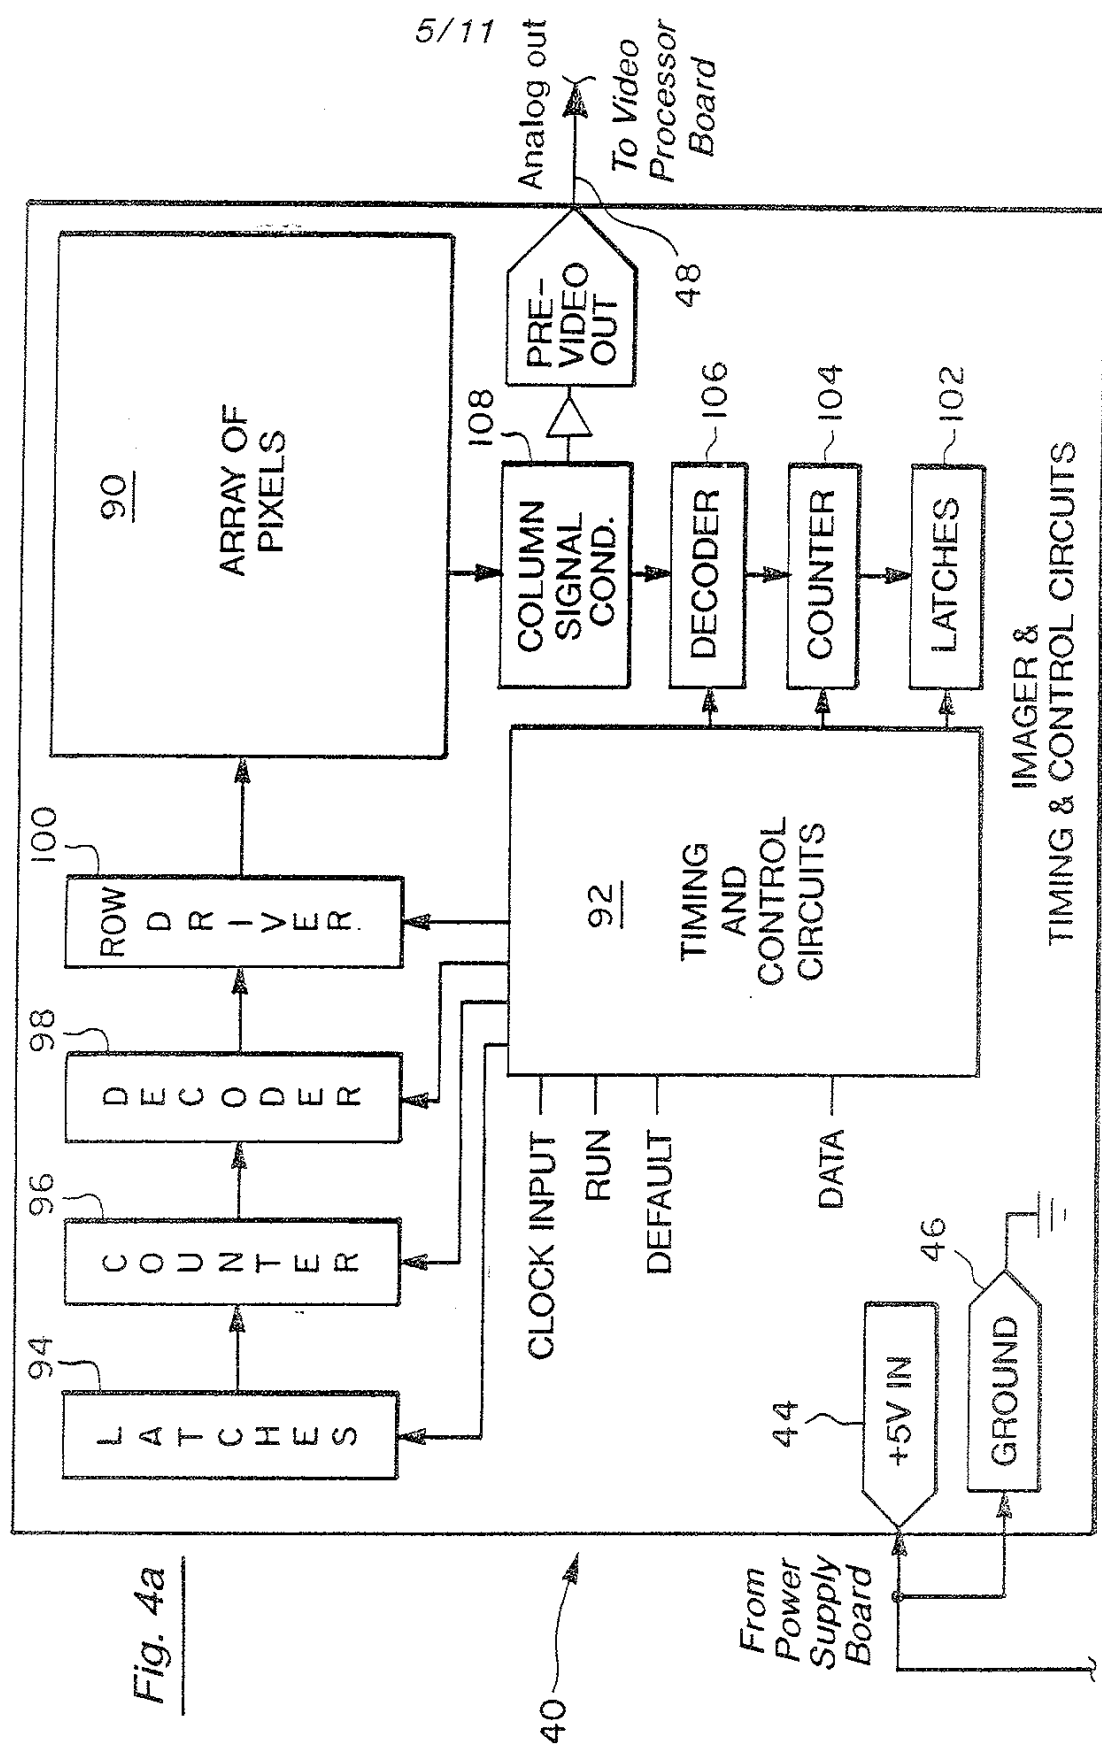 5/11
Fig. 4a
40
94
LATCHES
96
COUNTER
98
DECODER
100
ROW
DRIVER
90
ARRAY OF
PIXELS
92
TIMING
AND
CONTROL
CIRCUITS
CLOCK INPUT
RUN
DEFAULT
DATA
108
COLUMN
SIGNAL
COND.
PRE-
VIDEO
OUT
48
Analog out
To Video
Processor
Board
DECODER
106
COUNTER
104
LATCHES
102
From
Power
Supply
Board
44
+5V IN
46
GROUND
IMAGER &
TIMING & CONTROL CIRCUITS